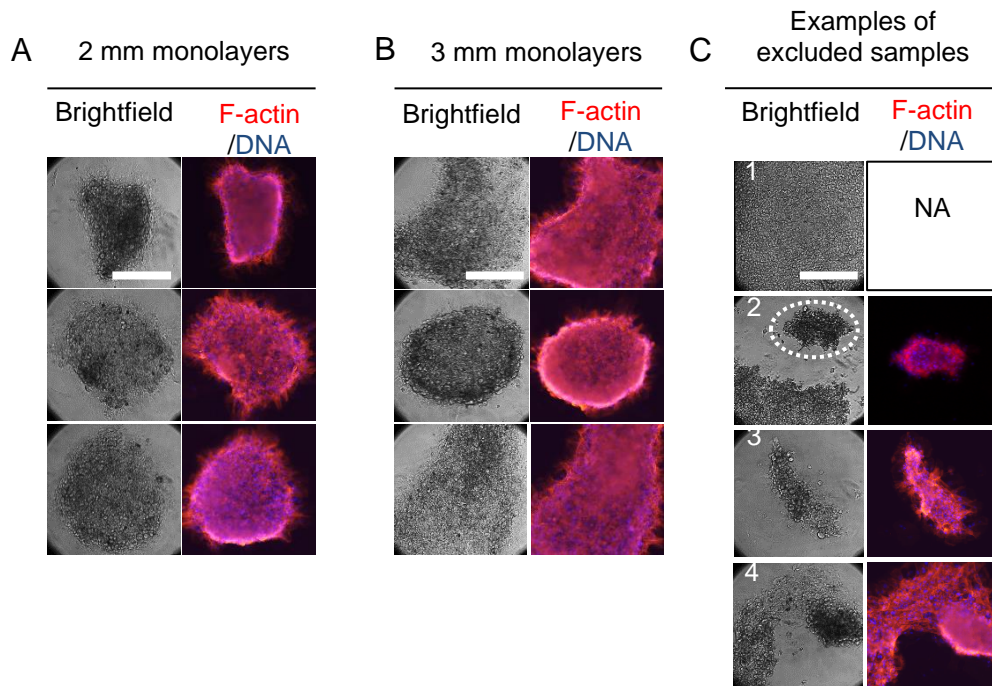 A
2 mm monolayers
Brightfield
F-actin
/DNA
B
3 mm monolayers
Brightfield
F-actin
/DNA
C
Examples of
excluded samples
Brightfield
F-actin
/DNA
1
NA
2
3
4